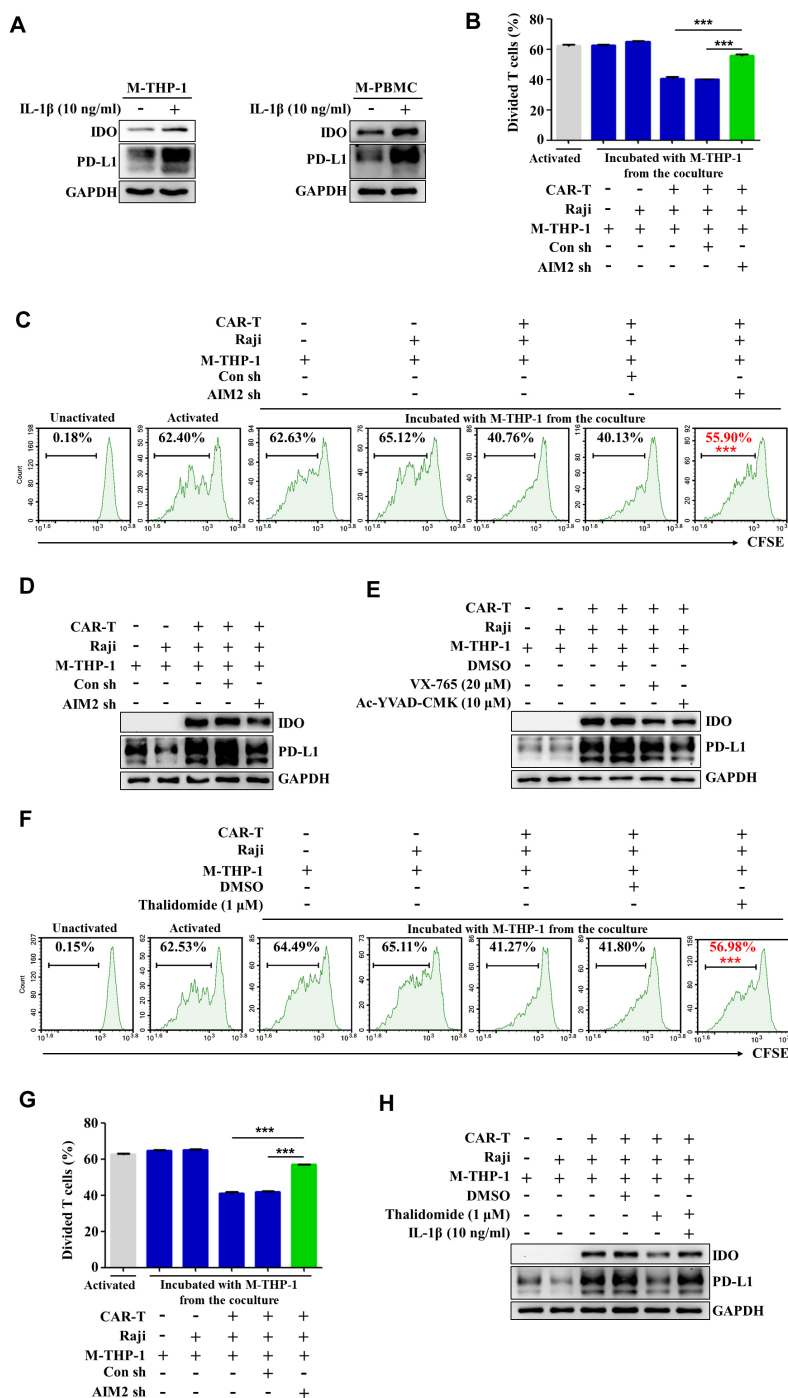 A
M-THP-1
IL-1β (10 ng/ml) - +
IDO
PD-L1
GAPDH
M-PBMC
IL-1β (10 ng/ml) - +
IDO
PD-L1
GAPDH
B
Divided T cells (%)
80
60
40
20
0
***
***
Activated
Incubated with M-THP-1
from the coculture
CAR-T - - + + +
Raji - + + + +
M-THP-1 + + + + +
Con sh - - - + -
AIM2 sh - - - - +
C
CAR-T - - + + +
Raji - + + + +
M-THP-1 + + + + +
Con sh - - - + -
AIM2 sh - - - - +
Unactivated Activated Incubated with M-THP-1 from the coculture
0.18% 62.40% 62.63% 65.12% 40.76% 40.13% 55.90%
***
Count
CFSE
D
CAR-T - - + + +
Raji - + + + +
M-THP-1 + + + + +
Con sh - - - + -
AIM2 sh - - - - +
IDO
PD-L1
GAPDH
E
CAR-T - - + + + +
Raji - + + + + +
M-THP-1 + + + + + +
DMSO - - - + - -
VX-765 (20 μM) - - - - + -
Ac-YVAD-CMK (10 μM) - - - - - +
IDO
PD-L1
GAPDH
F
CAR-T - - + + +
Raji - + + + +
M-THP-1 + + + + +
DMSO - - - + -
Thalidomide (1 μM) - - - - +
Unactivated Activated Incubated with M-THP-1 from the coculture
0.15% 62.53% 64.49% 65.11% 41.27% 41.80% 56.98%
***
Count
CFSE
G
Divided T cells (%)
80
60
40
20
0
***
***
Activated
Incubated with M-THP-1
from the coculture
CAR-T - - + + +
Raji - + + + +
M-THP-1 + + + + +
Con sh - - - + -
AIM2 sh - - - - +
H
CAR-T - - + + + +
Raji - + + + + +
M-THP-1 + + + + + +
DMSO - - - + - -
Thalidomide (1 μM) - - - - + +
IL-1β (10 ng/ml) - - - - - +
IDO
PD-L1
GAPDH